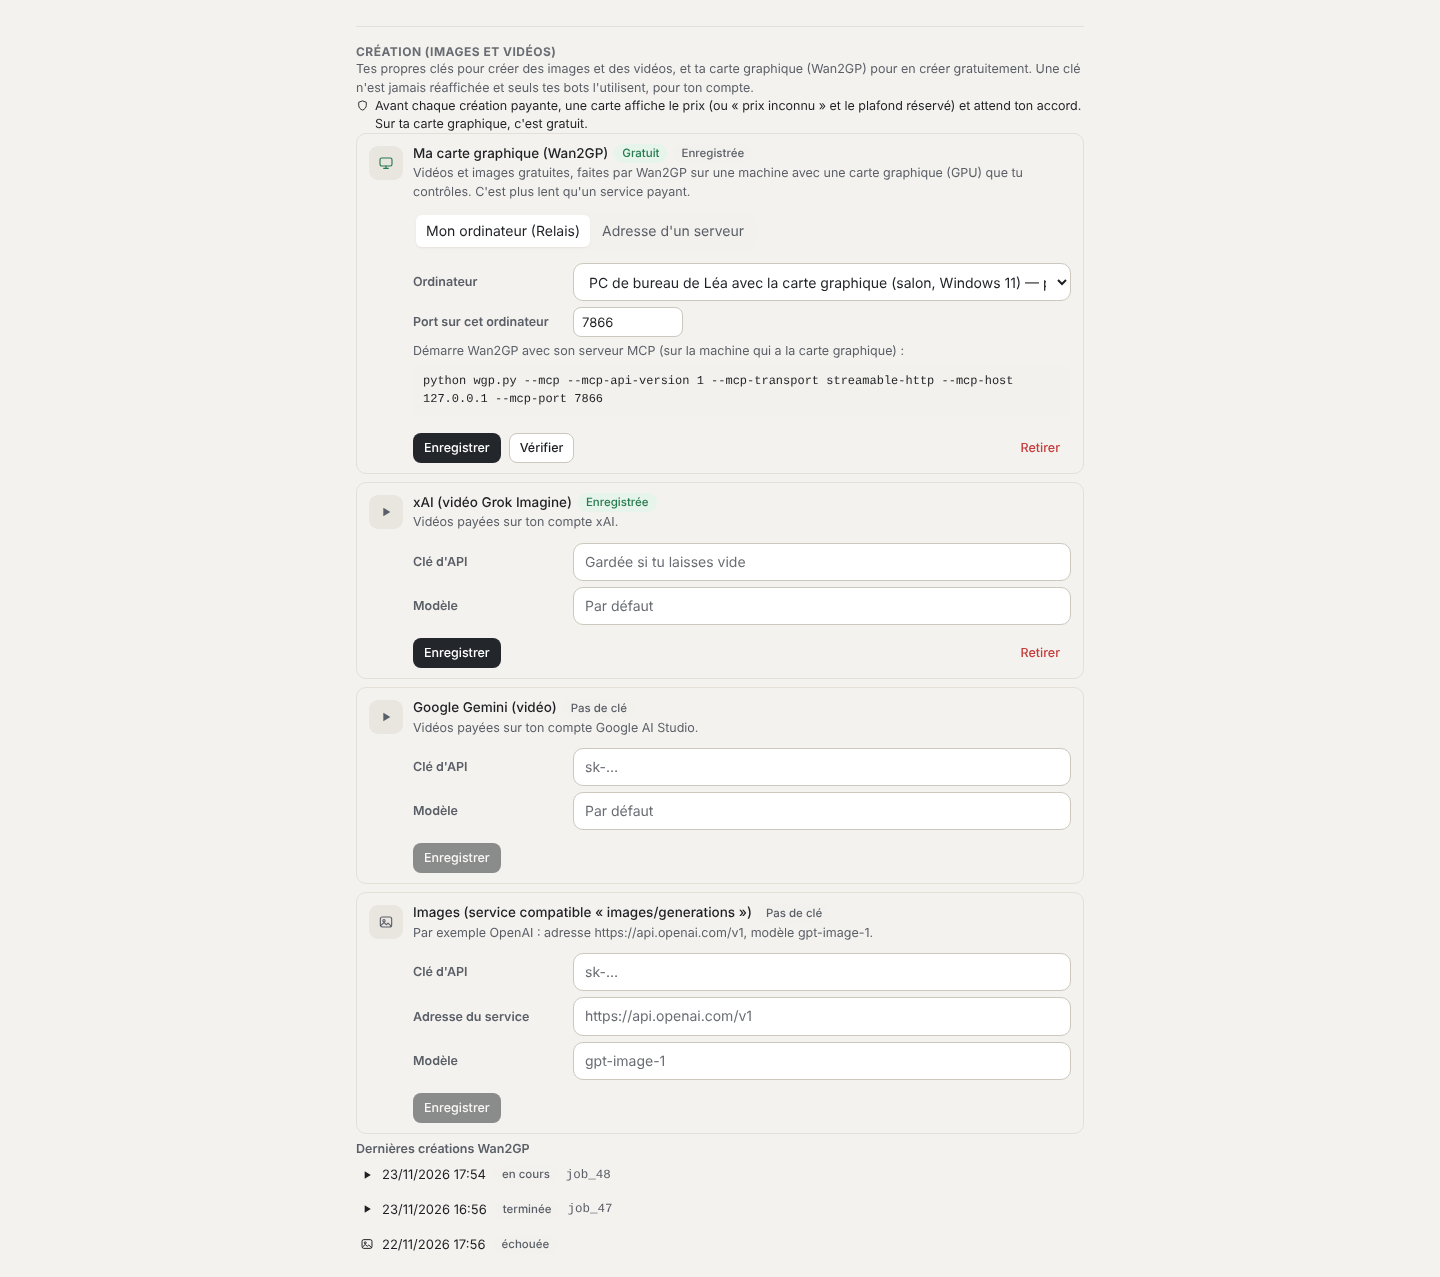 CRÉATION (IMAGES ET VIDÉOS)
Tes propres clés pour créer des images et des vidéos, et ta carte graphique (Wan2GP) pour en créer gratuitement. Une clé
n'est jamais réaffichée et seuls tes bots l'utilisent, pour ton compte.
Avant chaque création payante, une carte affiche le prix (ou « prix inconnu » et le plafond réservé) et attend ton accord.
Sur ta carte graphique, c'est gratuit.
Ma carte graphique (Wan2GP) Gratuit Enregistrée
Vidéos et images gratuites, faites par Wan2GP sur une machine avec une carte graphique (GPU) que tu
contrôles. C'est plus lent qu'un service payant.
Mon ordinateur (Relais) Adresse d'un serveur
Ordinateur PC de bureau de Léa avec la carte graphique (salon, Windows 11) —
Port sur cet ordinateur 7866
Démarre Wan2GP avec son serveur MCP (sur la machine qui a la carte graphique) :
python wgp.py --mcp --mcp-api-version 1 --mcp-transport streamable-http --mcp-host
127.0.0.1 --mcp-port 7866
Enregistrer Vérifier Retirer
xAI (vidéo Grok Imagine) Enregistrée
Vidéos payées sur ton compte xAI.
Clé d'API Gardée si tu laisses vide
Modèle Par défaut
Enregistrer Retirer
Google Gemini (vidéo) Pas de clé
Vidéos payées sur ton compte Google AI Studio.
Clé d'API sk-...
Modèle Par défaut
Enregistrer
Images (service compatible « images/generations ») Pas de clé
Par exemple OpenAI : adresse https://api.openai.com/v1, modèle gpt-image-1.
Clé d'API sk-...
Adresse du service https://api.openai.com/v1
Modèle gpt-image-1
Enregistrer
Dernières créations Wan2GP
23/11/2026 17:54 en cours job_48
23/11/2026 16:56 terminée job_47
22/11/2026 17:56 échouée